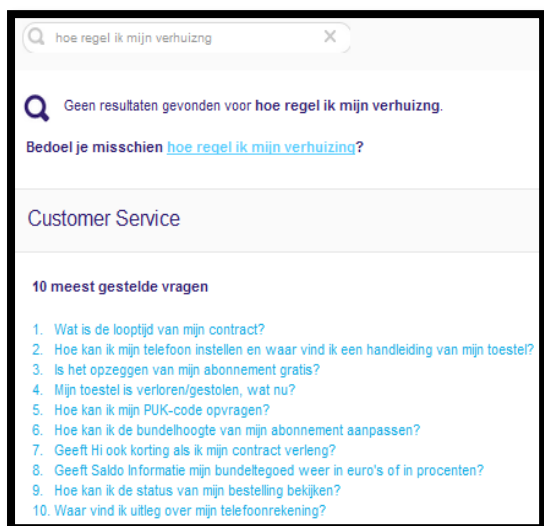 hoe regel ik mijn verhuizng
Geen resultaten gevonden voor hoe regel ik mijn verhuizng.
Bedoel je misschien hoe regel ik mijn verhuizing?
Customer Service
10 meest gestelde vragen
1. Wat is de looptijd van mijn contract?
2. Hoe kan ik mijn telefoon instellen en waar vind ik een handleiding van mijn toestel?
3. Is het opzeggen van mijn abonnement gratis?
4. Mijn toestel is verloren/gestolen, wat nu?
5. Hoe kan ik mijn PUK-code opvragen?
6. Hoe kan ik de bundelhoogte van mijn abonnement aanpassen?
7. Geeft Hi ook korting als ik mijn contract verleng?
8. Geeft Saldo Informatie mijn bundeltegoed weer in euro's of in procenten?
9. Hoe kan ik de status van mijn bestelling bekijken?
10. Waar vind ik uitleg over mijn telefoonrekening?